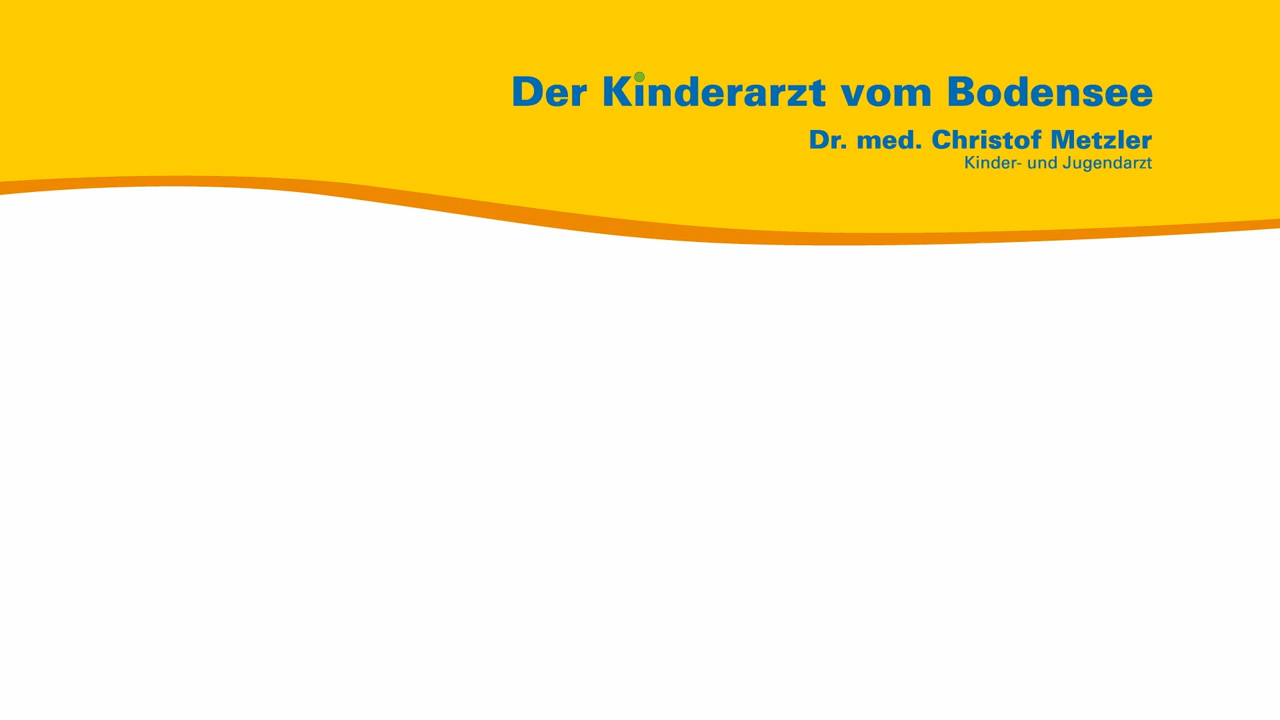 Der Kinderarzt vom Bodensee
Dr. med. Christof Metzler
Kinder- und Jugendarzt